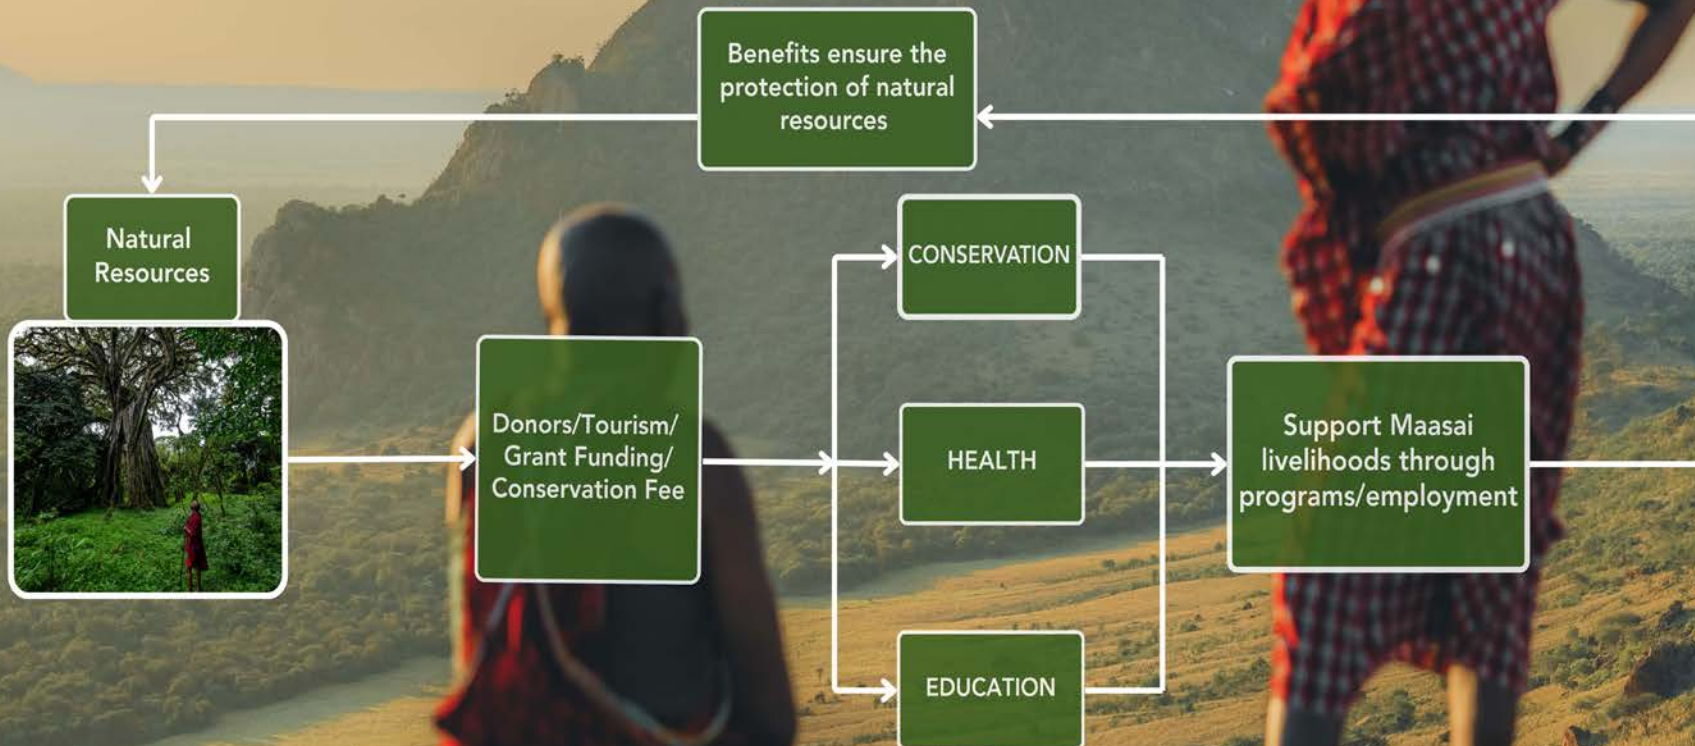 Benefits ensure the
protection of natural
resources
Natural
Resources
Donors/Tourism/
Grant Funding/
Conservation Fee
CONSERVATION
HEALTH
EDUCATION
Support Maasai
livelihoods through
programs/employment